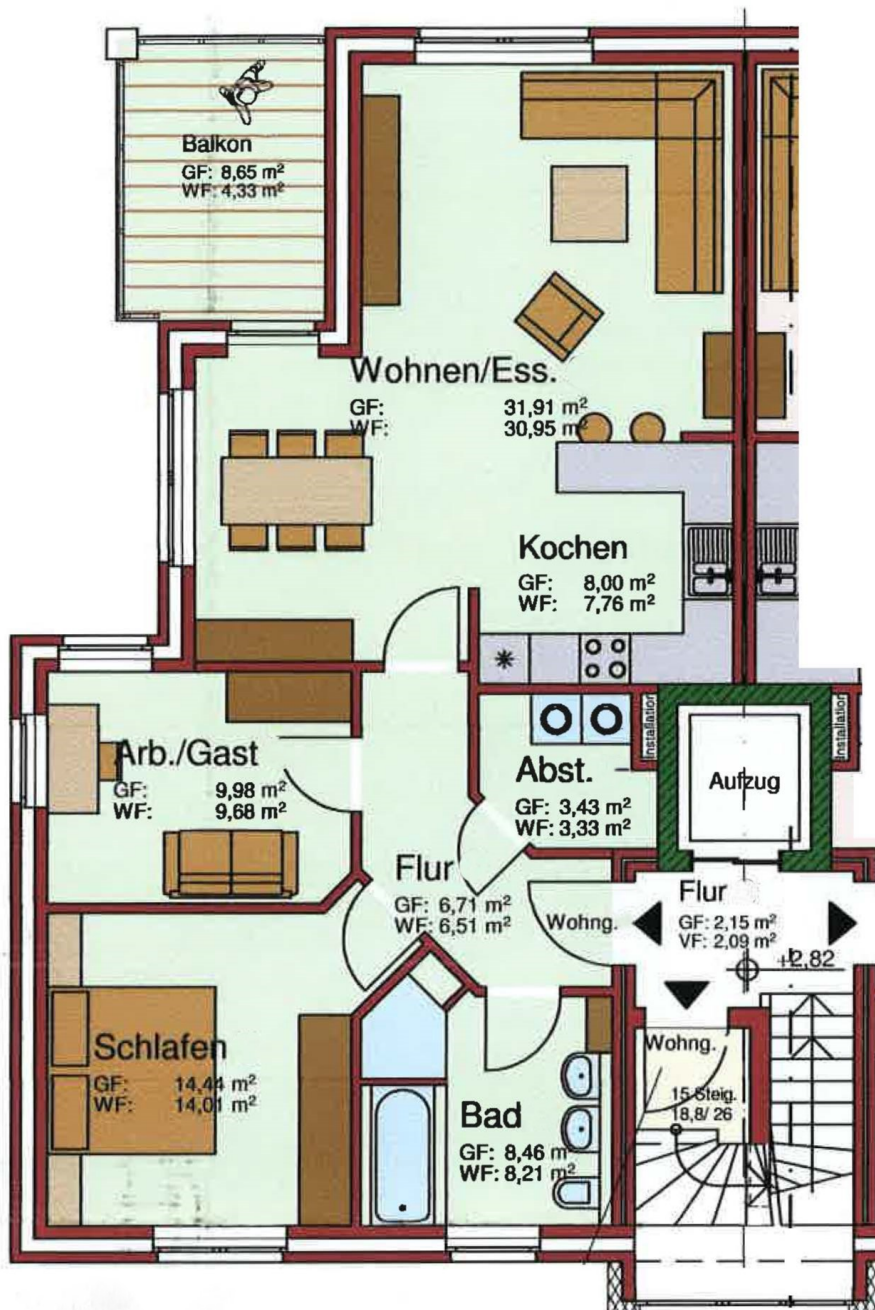 Balkon
GF: 8,65 m²
WF: 4,33 m²
Wohnen/Ess.
GF: 31,91 m²
WF: 30,95 m²
Kochen
GF: 8,00 m²
WF: 7,76 m²
Arb./Gast
GF: 9,98 m²
WF: 9,68 m²
Abst.
GF: 3,43 m²
WF: 3,33 m²
Installation
Aufzug
Installation
Flur
GF: 6,71 m²
WF: 6,51 m²
Wohng.
Flur
GF: 2,15 m²
VF: 2,09 m²
+2,82
Schlafen
GF: 14,44 m²
WF: 14,01 m²
Wohng.
15 Steig.
18,8/ 26
Bad
GF: 8,46 m
WF: 8,21 m²